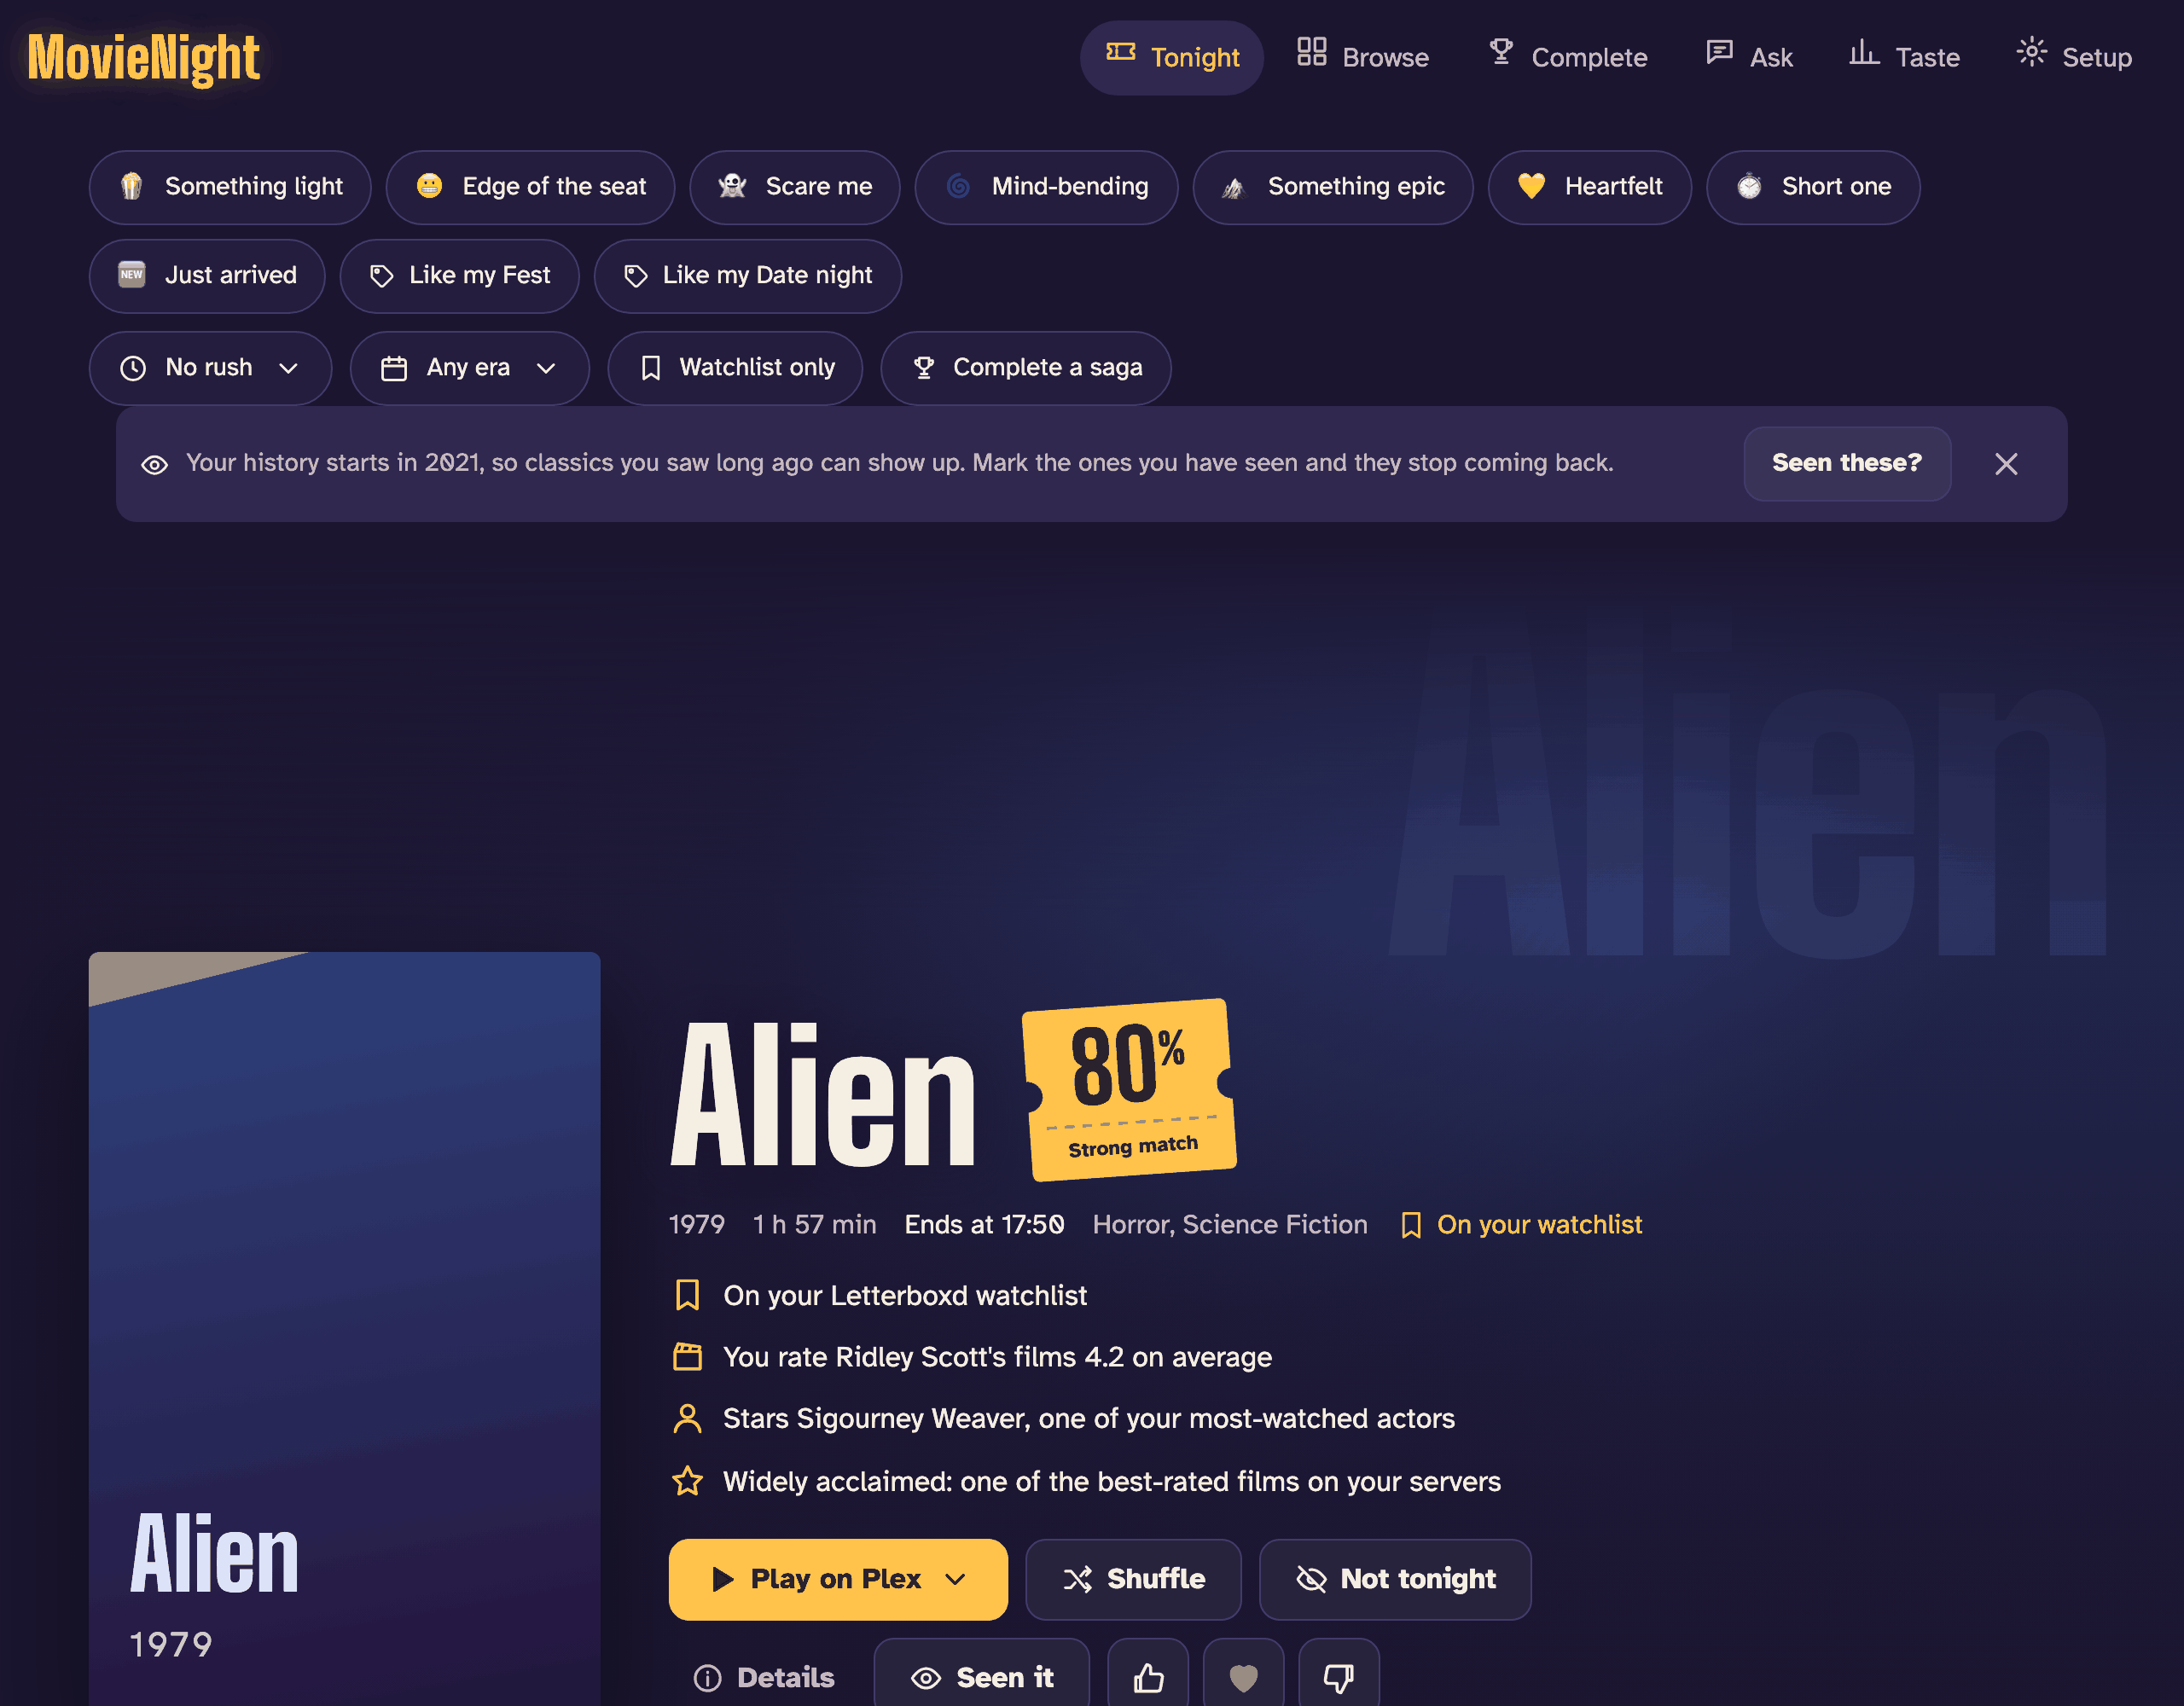 MovieNight
Tonight
Browse
Complete
Ask
Taste
Setup
Something light
Edge of the seat
Scare me
Mind-bending
Something epic
Heartfelt
Short one
NEW Just arrived
Like my Fest
Like my Date night
No rush
Any era
Watchlist only
Complete a saga
Your history starts in 2021, so classics you saw long ago can show up. Mark the ones you have seen and they stop coming back.
Seen these?
Alien
Alien
80%
Strong match
1979 1 h 57 min Ends at 17:50 Horror, Science Fiction On your watchlist
On your Letterboxd watchlist
You rate Ridley Scott's films 4.2 on average
Stars Sigourney Weaver, one of your most-watched actors
Widely acclaimed: one of the best-rated films on your servers
Alien
1979
Play on Plex
Shuffle
Not tonight
Details
Seen it